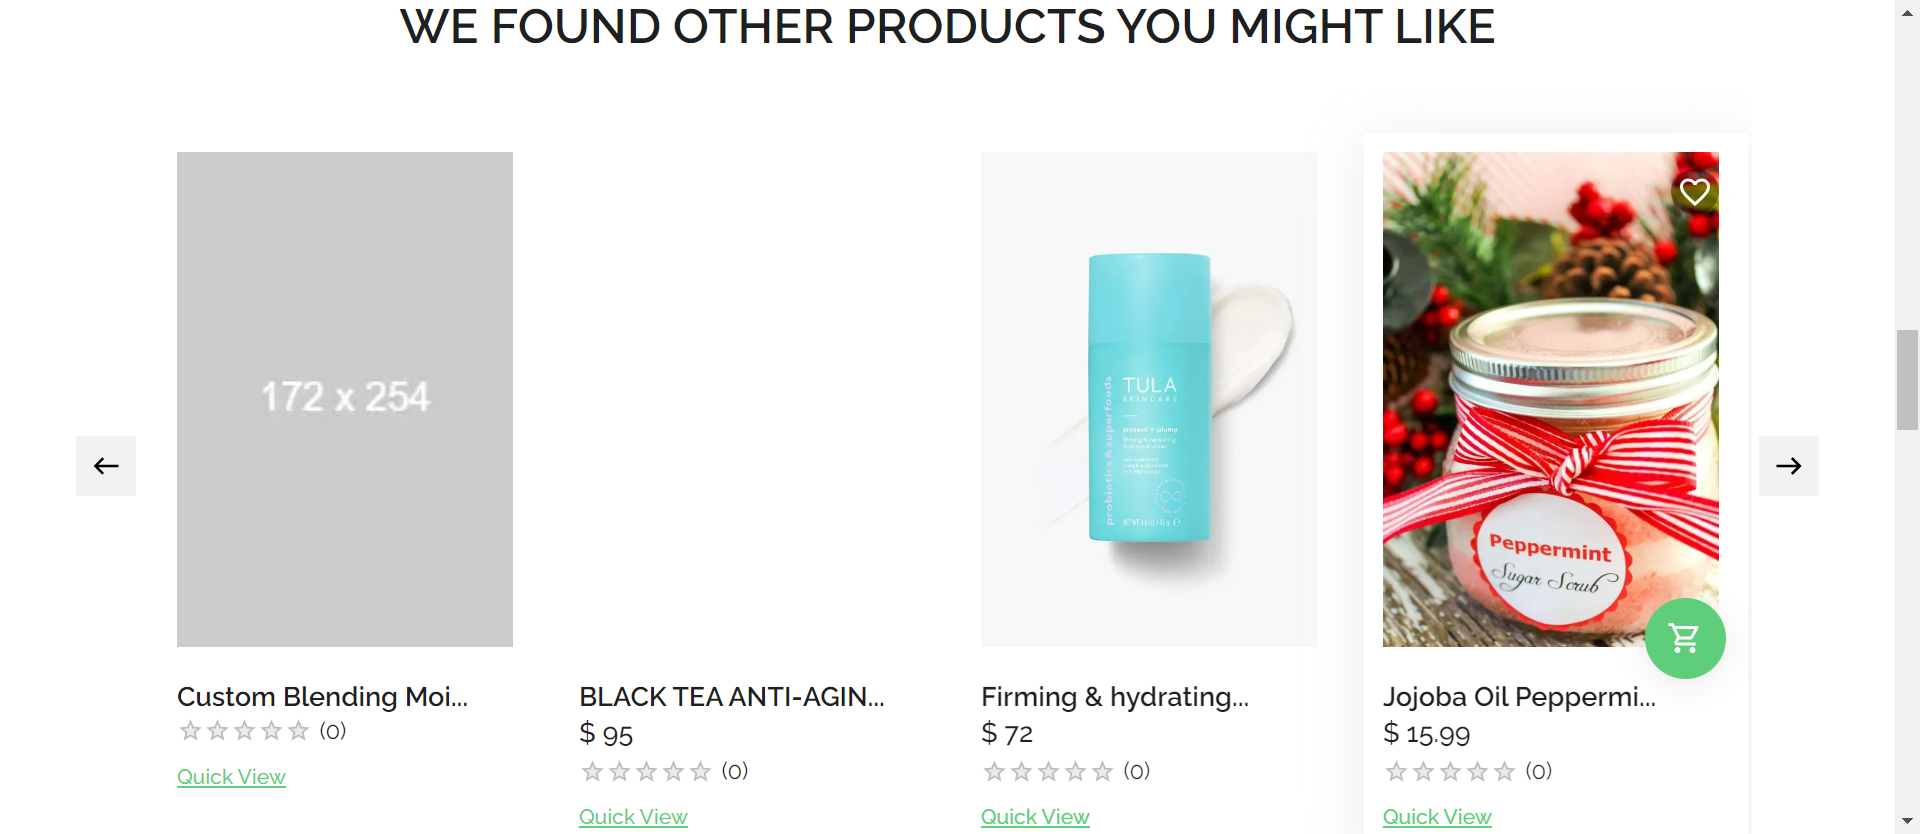 WE FOUND OTHER PRODUCTS YOU MIGHT LIKE
172 x 254
TULA
SKINCARE
protect + plump
probiotics & superfoods
Peppermint
Sugar Scrub
Custom Blending Moi...
(0)
Quick View
BLACK TEA ANTI-AGIN...
$ 95
(0)
Quick View
Firming & hydrating...
$ 72
(0)
Quick View
Jojoba Oil Peppermi...
$ 15.99
(0)
Quick View